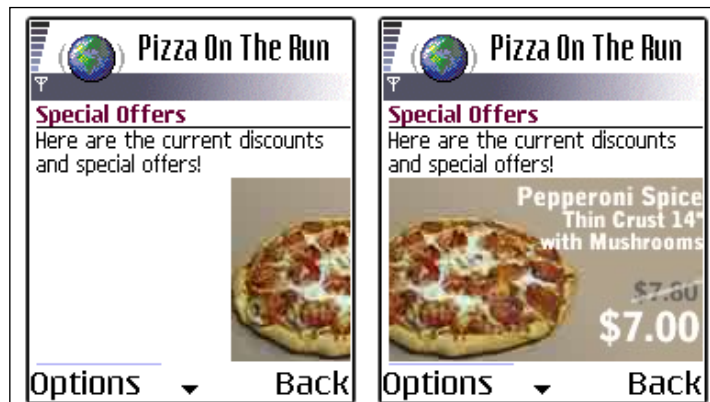 Pizza On The Run
Special Offers
Here are the current discounts
and special offers!
Options
Back
Pizza On The Run
Special Offers
Here are the current discounts
and special offers!
Pepperoni Spice
Thin Crust 14"
with Mushrooms
$7.80
$7.00
Options
Back